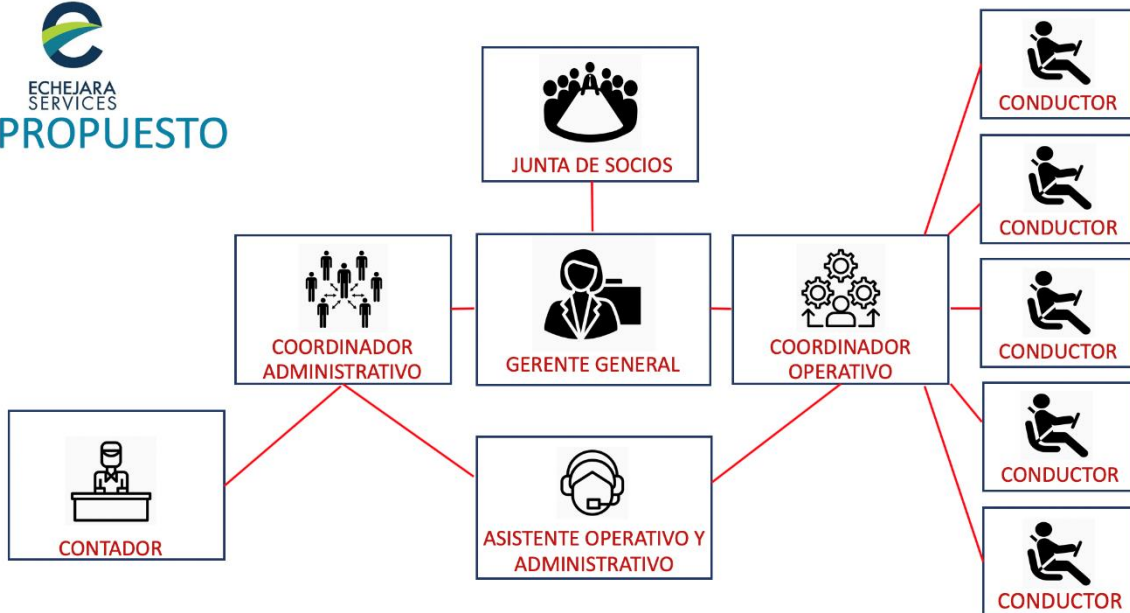 ECHEJARA
SERVICES
PROPUESTO
JUNTA DE SOCIOS
COORDINADOR
ADMINISTRATIVO
GERENTE GENERAL
COORDINADOR
OPERATIVO
CONTADOR
ASISTENTE OPERATIVO Y
ADMINISTRATIVO
CONDUCTOR
CONDUCTOR
CONDUCTOR
CONDUCTOR
CONDUCTOR